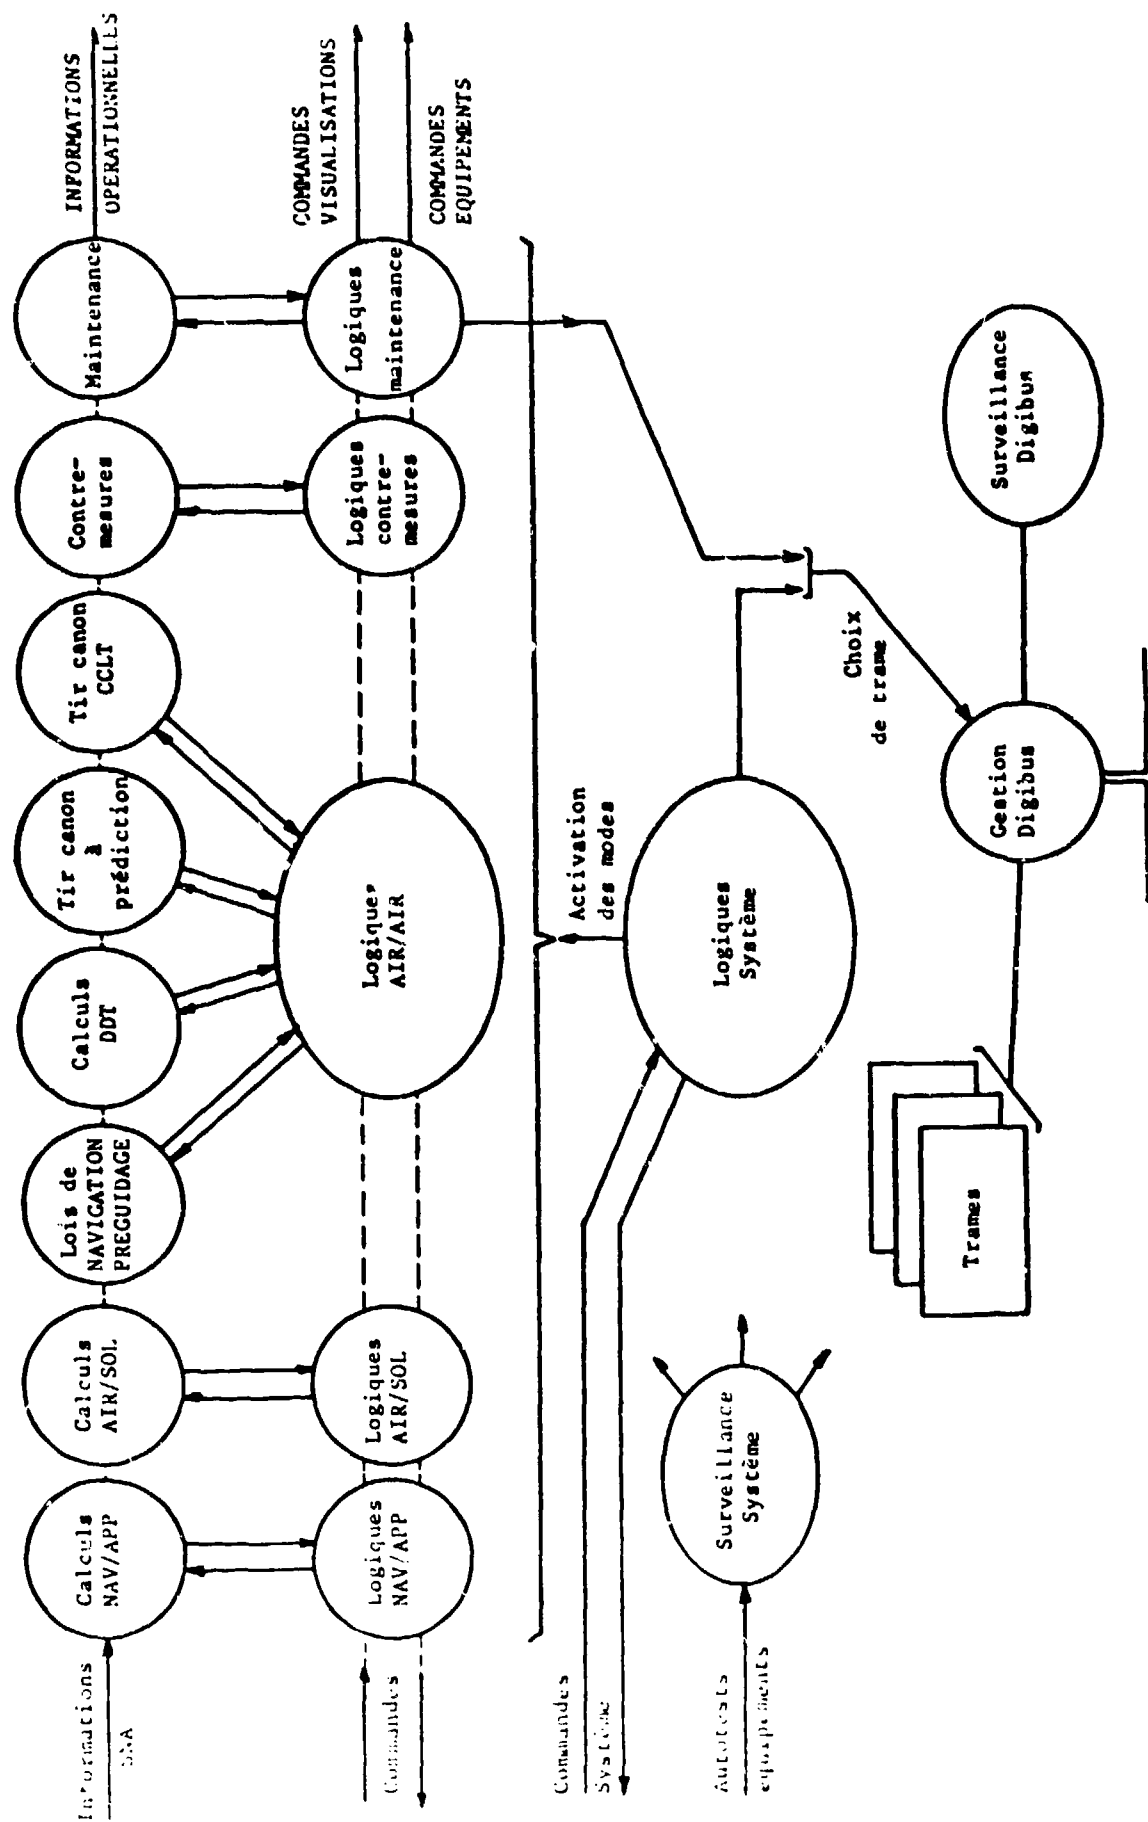 Informations
Calculs
NAV/APP
Calculs
AIR/SOL
Lois de
NAVIGATION
PREGUIDAGE
Calculs
DDT
Tir canon
à
prédiction
Tir canon
CCLT
Contre-
mesures
Maintenance
INFORMATIONS
OPERATIONNELLES
Commandes
Logiques
NAV/APP
Logiques
AIR/SOL
Logiques
AIR/AIR
Logiques
contre-
mesures
Logiques
maintenance
COMMANDES
VISUALISATIONS
COMMANDES
EQUIPEMENTS
Activation
des modes
Commandes
Système
Logiques
Système
Autotests
équipements
Surveillance
Système
Choix
de trame
Trames
Gestion
Digibus
Surveillance
Digibus